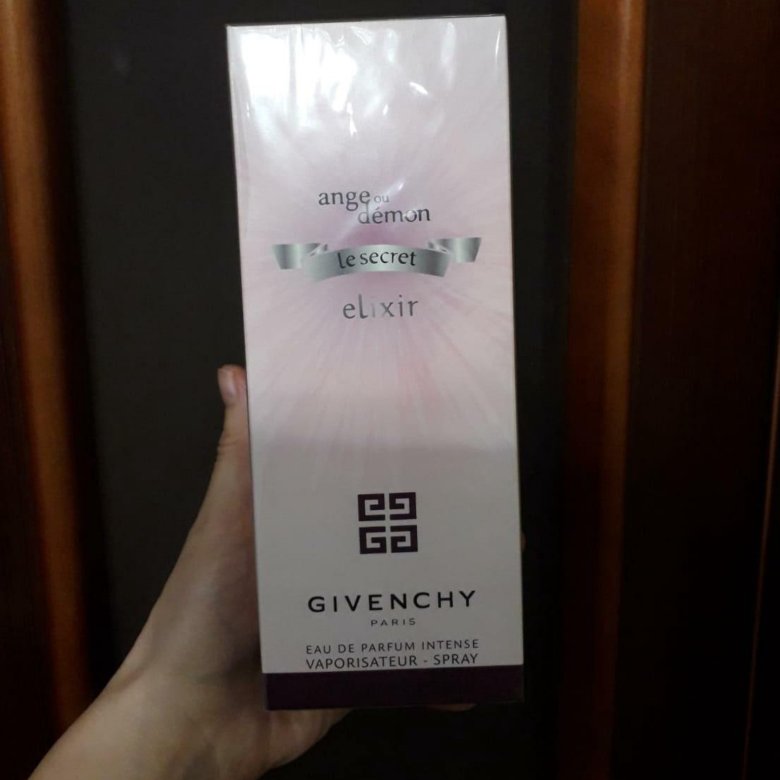 ange ou
démon
le secret
elixir
GIVENCHY
PARIS
EAU DE PARFUM INTENSE
VAPORISATEUR - SPRAY